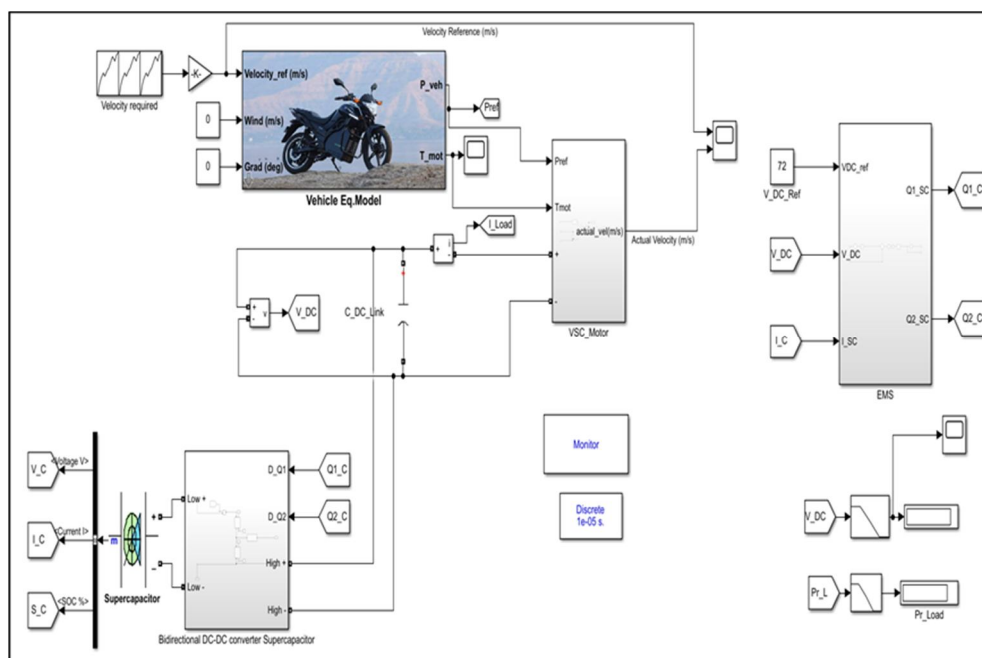 Velocity Reference (m/s)
-K-
Velocity required
Velocity_ref (m/s)
P_veh
Pref
0
Wind (m/s)
0
Grad (deg)
T_mot
Vehicle Eq.Model
Pref
Tmot
actual_vel(m/s)
Actual Velocity (m/s)
+
-
VSC_Motor
72
V_DC_Ref
VDC_ref
Q1_SC
Q1_C
V_DC
V_DC
Q2_SC
Q2_C
I_C
I_SC
EMS
I_Load
+
i
-
+
-
v
V_DC
C_DC_Link
Monitor
Discrete
1e-05 s.
V_C
<Voltage V>
I_C
<Current I>
S_C
<SOC %>
m
+
–
Supercapacitor
Low +
Low -
D_Q1
Q1_C
D_Q2
Q2_C
High +
High -
Bidirectional DC-DC converter Supercapacitor
V_DC
Pr_L
Pr_Load